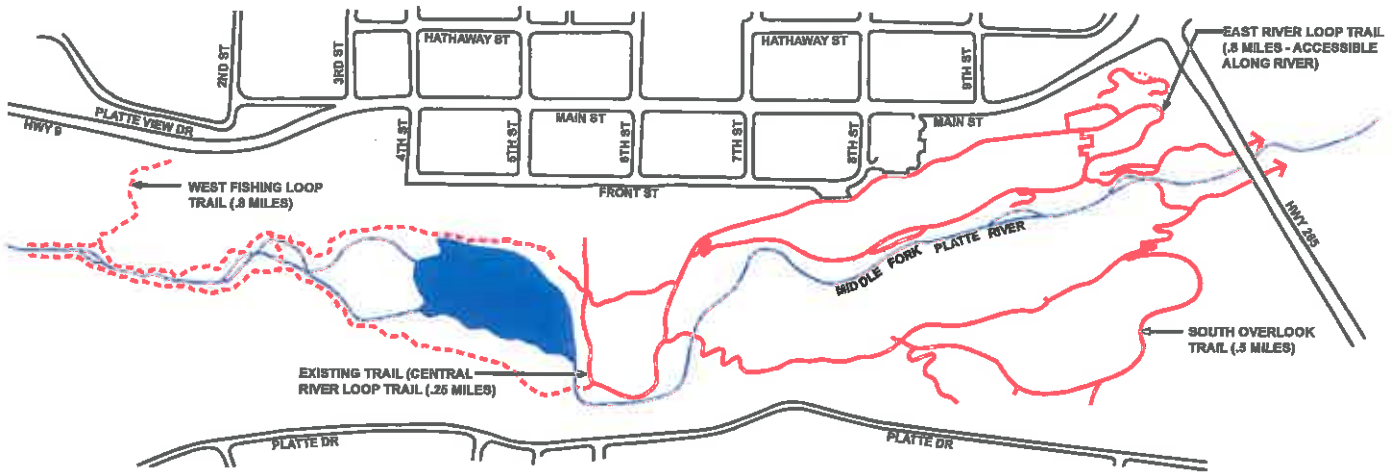 2ND ST
3RD ST
HATHAWAY ST
HATHAWAY ST
9TH ST
EAST RIVER LOOP TRAIL
(.8 MILES - ACCESSIBLE
ALONG RIVER)
PLATTE VIEW DR
HWY 9
MAIN ST
MAIN ST
4TH ST
5TH ST
6TH ST
7TH ST
8TH ST
WEST FISHING LOOP
TRAIL (.8 MILES)
FRONT ST
HWY 285
MIDDLE FORK PLATTE RIVER
SOUTH OVERLOOK
TRAIL (.5 MILES)
EXISTING TRAIL (CENTRAL
RIVER LOOP TRAIL (.25 MILES)
PLATTE DR
PLATTE DR